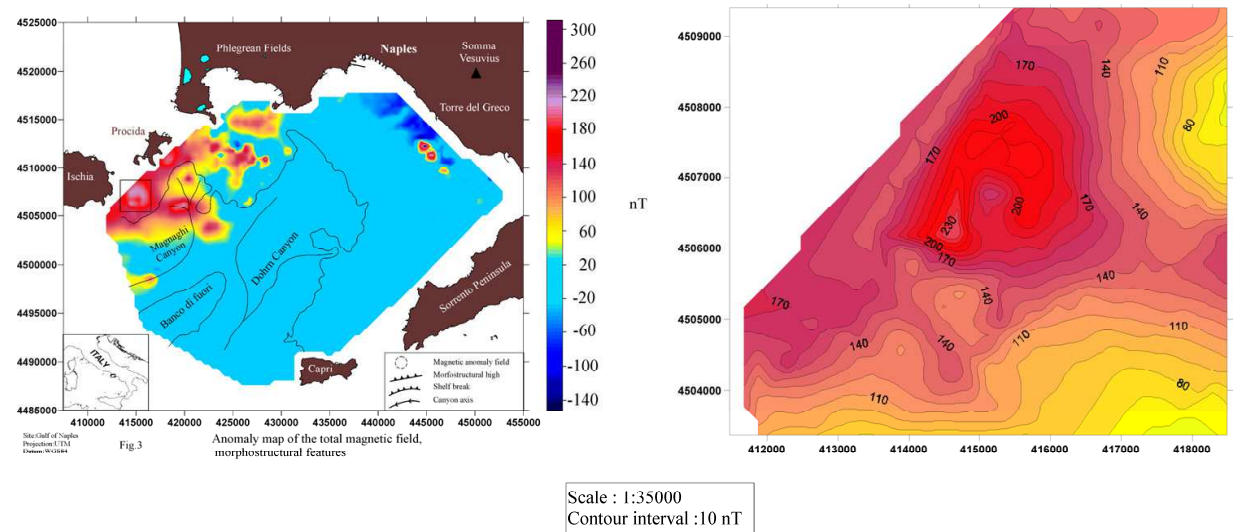 4525000
4520000
4515000
4510000
4505000
4500000
4495000
4490000
4485000
410000 415000 420000 425000 430000 435000 440000 445000 450000 455000
Phlegrean Fields
Naples
Somma
Vesuvius
Torre del Greco
Procida
Ischia
Magnaghi
Canyon
Dohrn Canyon
Banco di fuori
Sorrento Peninsula
Capri
ITALY
Magnetic anomaly field
Morfostructural high
Shelf break
Canyon axis
300
260
220
180
140
100
60
20
-20
-60
-100
-140
nT
Site:Gulf of Naples
Projection:UTM
Datum:WGS84
Fig.3
Anomaly map of the total magnetic field,
morphostructural features
4509000
4508000
4507000
4506000
4505000
4504000
412000 413000 414000 415000 416000 417000 418000
170
140
110
200
80
170
170
200
230
200
170
140
140
140
170
140
140
110
110
110
80
Scale : 1:35000
Contour interval :10 nT